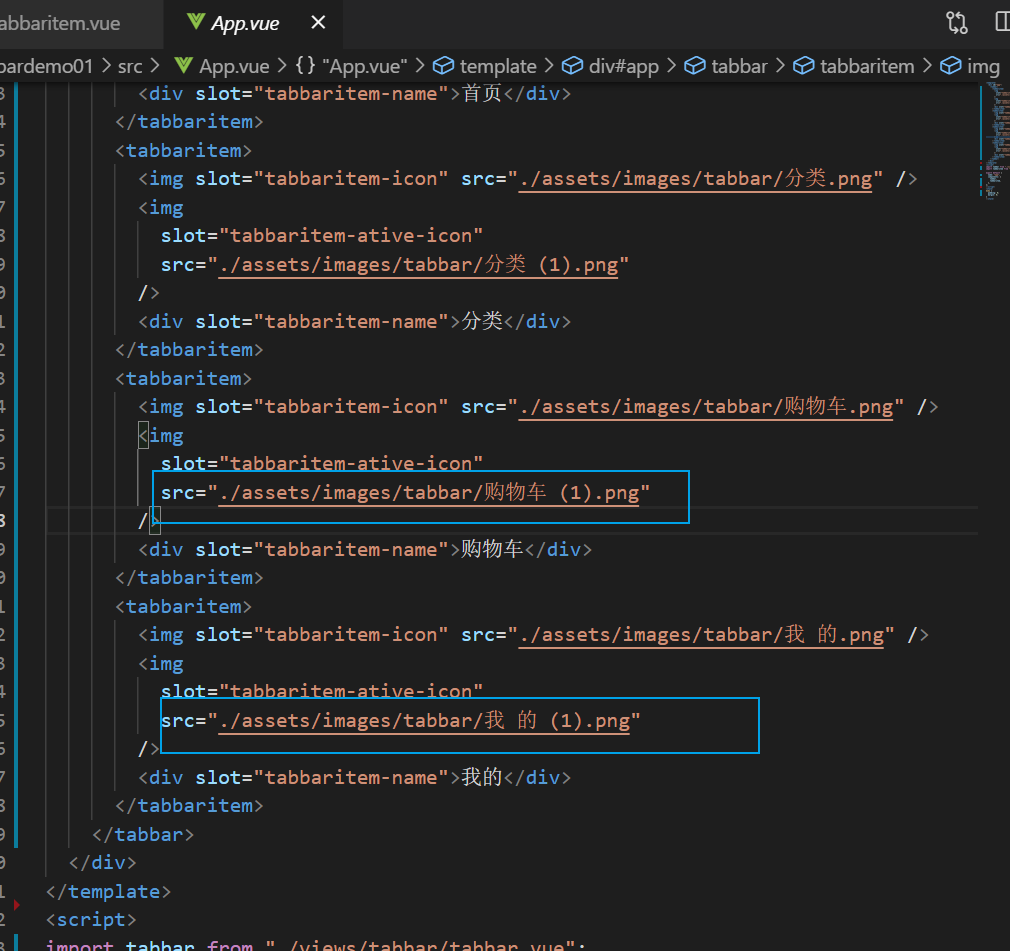 abbaritem.vue App.vue ×
bardemo01 > src > App.vue > {} "App.vue" > template > div#app > tabbar > tabbaritem > img
3 <div slot="tabbaritem-name">首页</div>
4 </tabbaritem>
5 <tabbaritem>
6 <img slot="tabbaritem-icon" src="./assets/images/tabbar/分类.png" />
7 <img
8 slot="tabbaritem-ative-icon"
9 src="./assets/images/tabbar/分类 (1).png"
0 />
1 <div slot="tabbaritem-name">分类</div>
2 </tabbaritem>
3 <tabbaritem>
4 <img slot="tabbaritem-icon" src="./assets/images/tabbar/购物车.png" />
5 <img
6 slot="tabbaritem-ative-icon"
7 src="./assets/images/tabbar/购物车 (1).png"
8 />
9 <div slot="tabbaritem-name">购物车</div>
0 </tabbaritem>
1 <tabbaritem>
2 <img slot="tabbaritem-icon" src="./assets/images/tabbar/我 的.png" />
3 <img
4 slot="tabbaritem-ative-icon"
5 src="./assets/images/tabbar/我 的 (1).png"
6 />
7 <div slot="tabbaritem-name">我的</div>
8 </tabbaritem>
9 </tabbar>
0 </div>
1 </template>
2 <script>
3 import tabbar from "./views/tabbar/tabbar.vue";